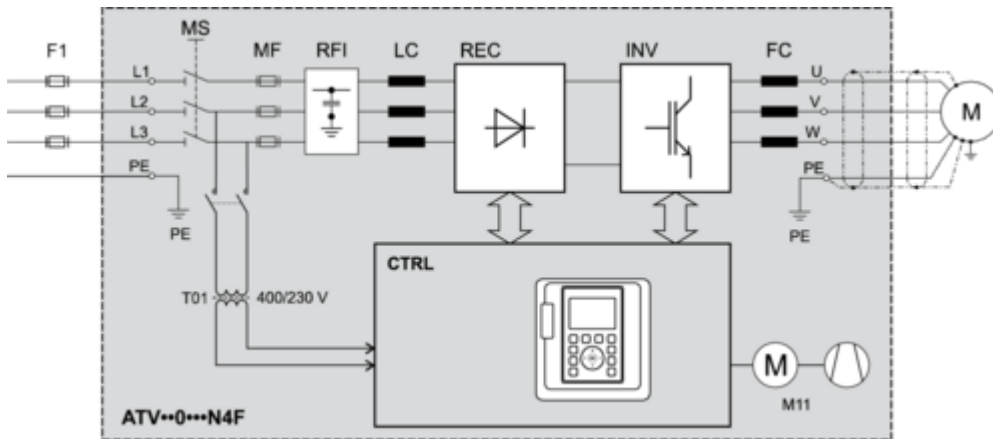 MS
F1 MF RFI LC REC INV FC
L1 U
L2 V M
L3 W
PE PE
PE PE
CTRL
T01 400/230 V
M
M11
ATV••0•••N4F